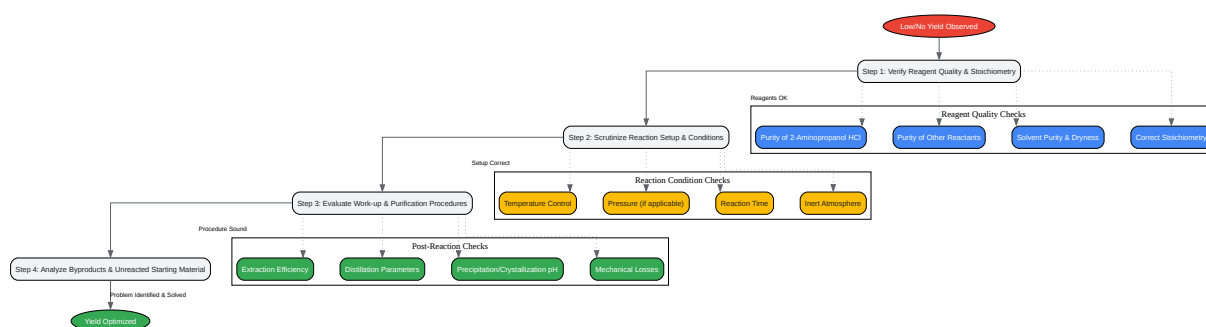 Low/No Yield Observed
Step 1: Verify Reagent Quality & Stoichiometry
Reagents OK
Reagent Quality Checks
Purity of 2-Aminopropanol HCl
Purity of Other Reactants
Solvent Purity & Dryness
Correct Stoichiometry
Step 2: Scrutinize Reaction Setup & Conditions
Setup Correct
Reaction Condition Checks
Temperature Control
Pressure (if applicable)
Reaction Time
Inert Atmosphere
Step 3: Evaluate Work-up & Purification Procedures
Procedure Sound
Post-Reaction Checks
Extraction Efficiency
Distillation Parameters
Precipitation/Crystallization pH
Mechanical Losses
Step 4: Analyze Byproducts & Unreacted Starting Material
Problem Identified & Solved
Yield Optimized